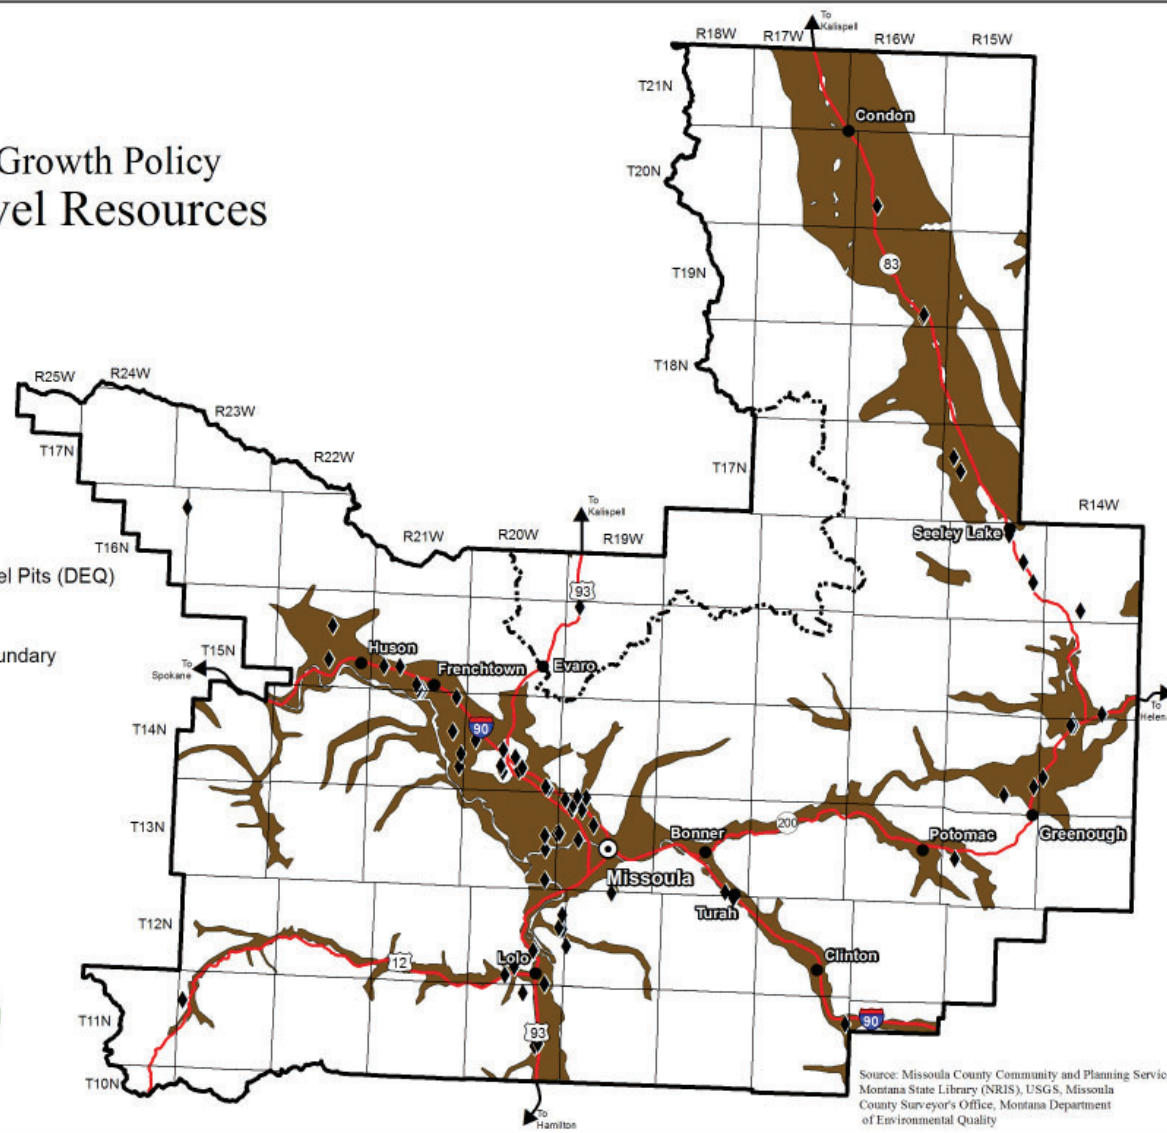 To
Kalispell
R18W
R17W
R16W
R15W
T21N
Condon
Growth Policy
T20N
vel Resources
83
T19N
T18N
R25W
R24W
R23W
T17N
R22W
T17N
To
Kalispell
R14W
R21W
R20W
R19W
Seeley Lake
T16N
el Pits (DEQ)
93
Huson
T15N
undary
To
Spokane
Frenchtown
Evaro
To
Helen
T14N
90
T13N
200
Bonner
Potomac
Greenough
Missoula
Turah
T12N
Lolo
12
Clinton
T11N
93
90
T10N
To
Hamilton
Source: Missoula County Community and Planning Servic
Montana State Library (NRIS), USGS, Missoula
County Surveyor's Office, Montana Department
of Environmental Quality